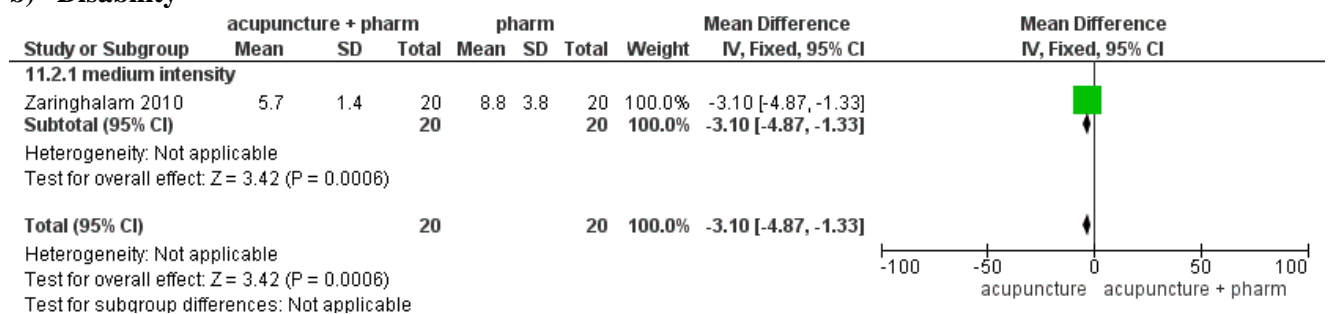 b) Disability
acupuncture + pharm pharm Mean Difference Mean Difference
Study or Subgroup Mean SD Total Mean SD Total Weight IV, Fixed, 95% CI IV, Fixed, 95% CI
11.2.1 medium intensity
Zaringhalam 2010 5.7 1.4 20 8.8 3.8 20 100.0% -3.10 [-4.87, -1.33]
Subtotal (95% CI) 20 20 100.0% -3.10 [-4.87, -1.33]
Heterogeneity: Not applicable
Test for overall effect: Z = 3.42 (P = 0.0006)
Total (95% CI) 20 20 100.0% -3.10 [-4.87, -1.33]
Heterogeneity: Not applicable
Test for overall effect: Z = 3.42 (P = 0.0006)
Test for subgroup differences: Not applicable
-100 -50 0 50 100
acupuncture acupuncture + pharm